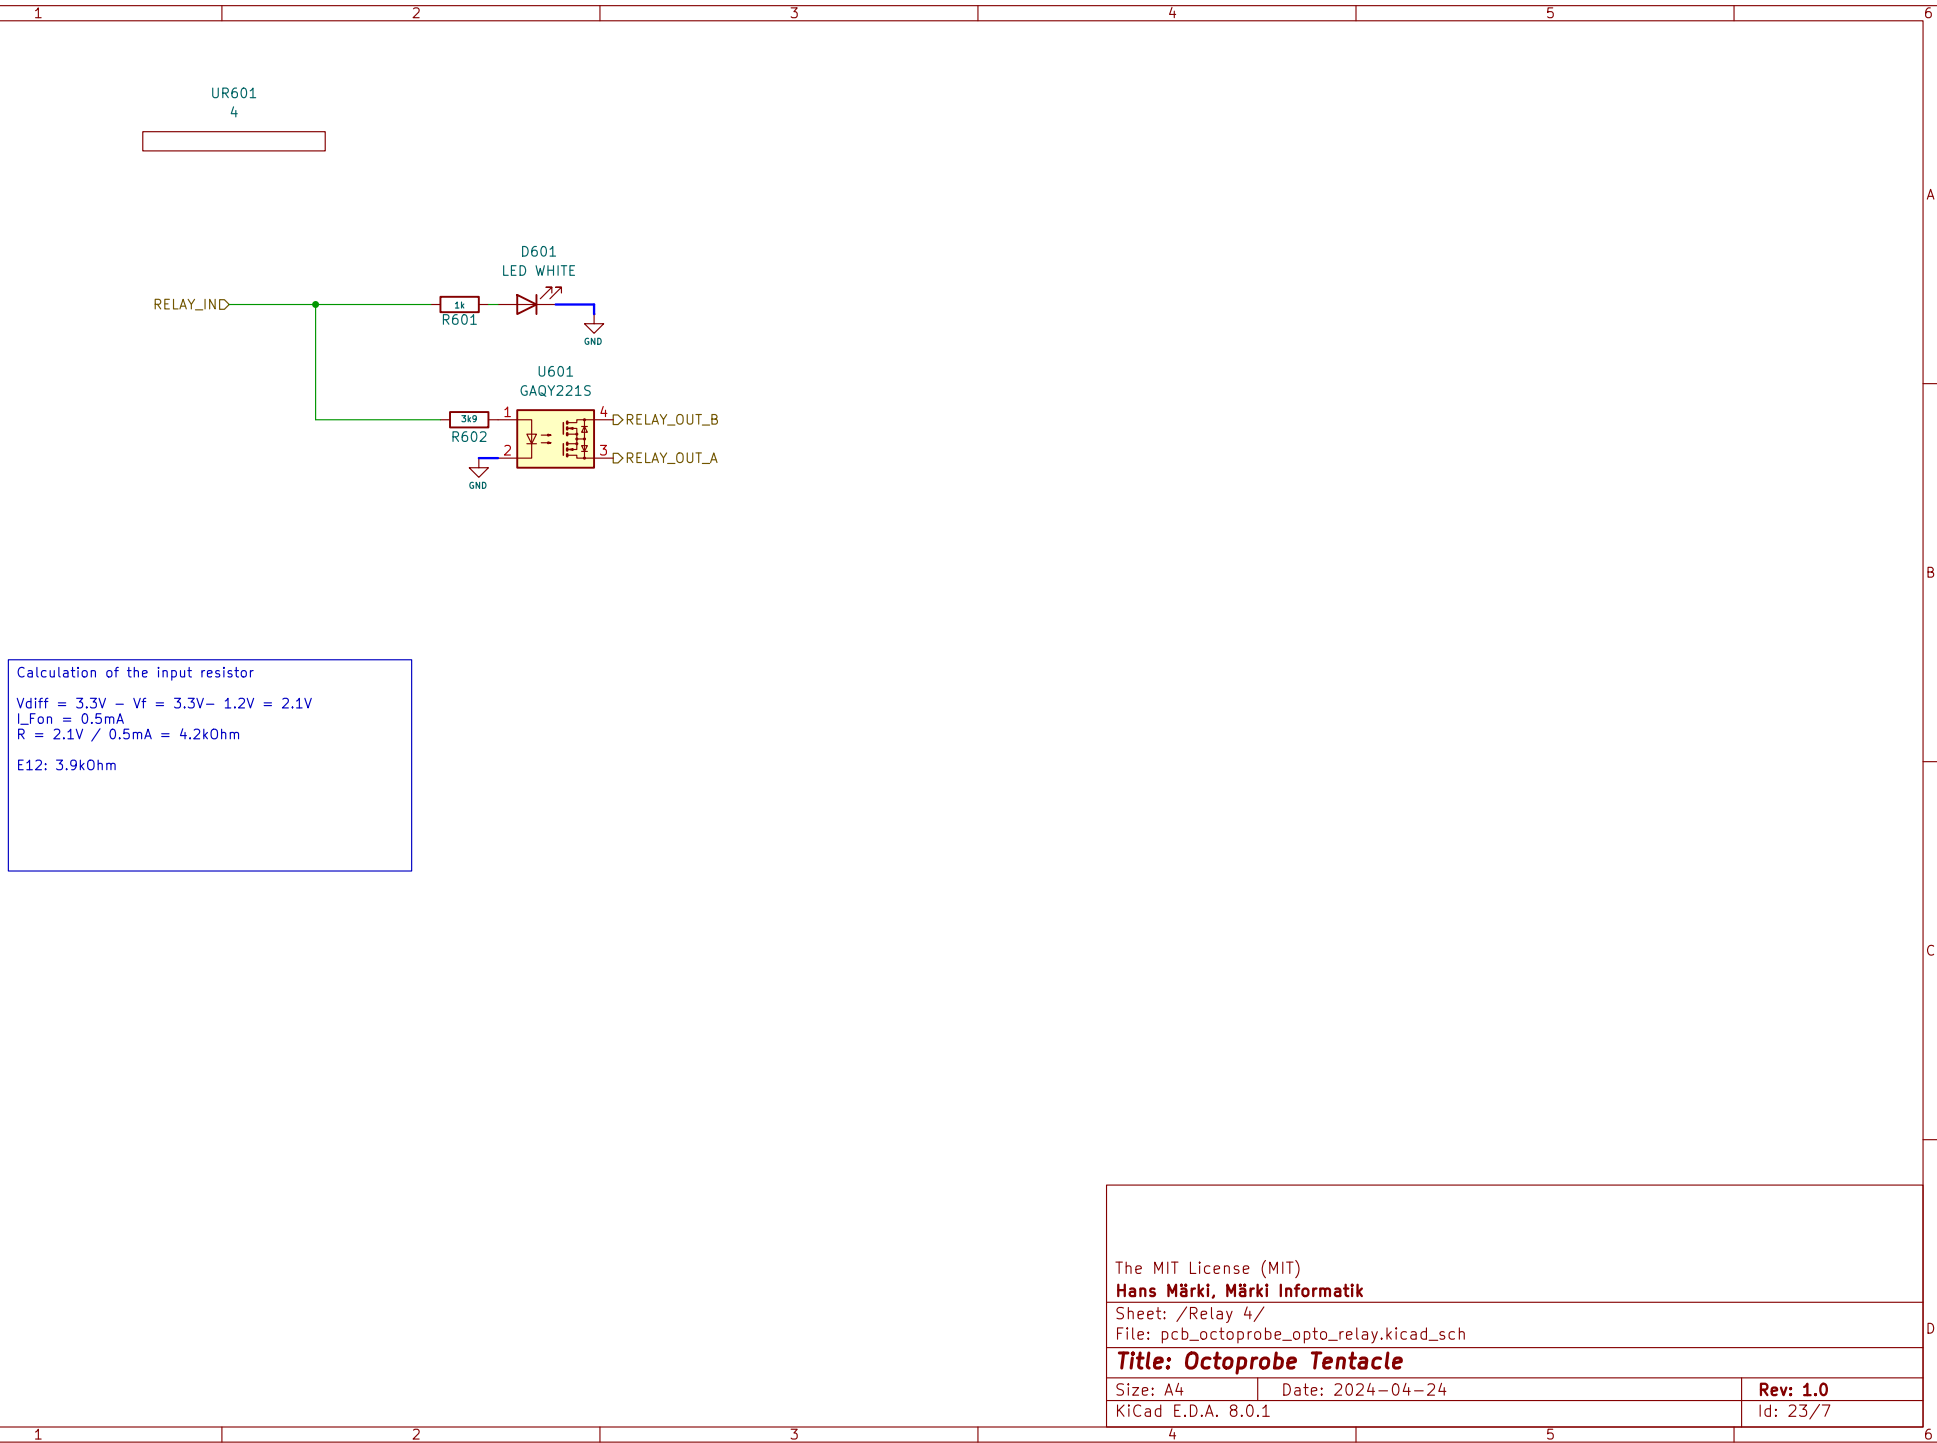 1 2 3 4 5 6
UR601
4
A
D601
LED WHITE
RELAY_IN
1k
R601
GND
U601
GAQY221S
3k9
R602
1
2
4
3
RELAY_OUT_B
RELAY_OUT_A
GND
B
Calculation of the input resistor
Vdiff = 3.3V - Vf = 3.3V- 1.2V = 2.1V
I_Fon = 0.5mA
R = 2.1V / 0.5mA = 4.2kOhm
E12: 3.9kOhm
C
The MIT License (MIT)
Hans Märki, Märki Informatik
Sheet: /Relay 4/
File: pcb_octoprobe_opto_relay.kicad_sch
D
Title: Octoprobe Tentacle
Size: A4 Date: 2024-04-24 Rev: 1.0
KiCad E.D.A. 8.0.1 Id: 23/7
1 2 3 4 5 6